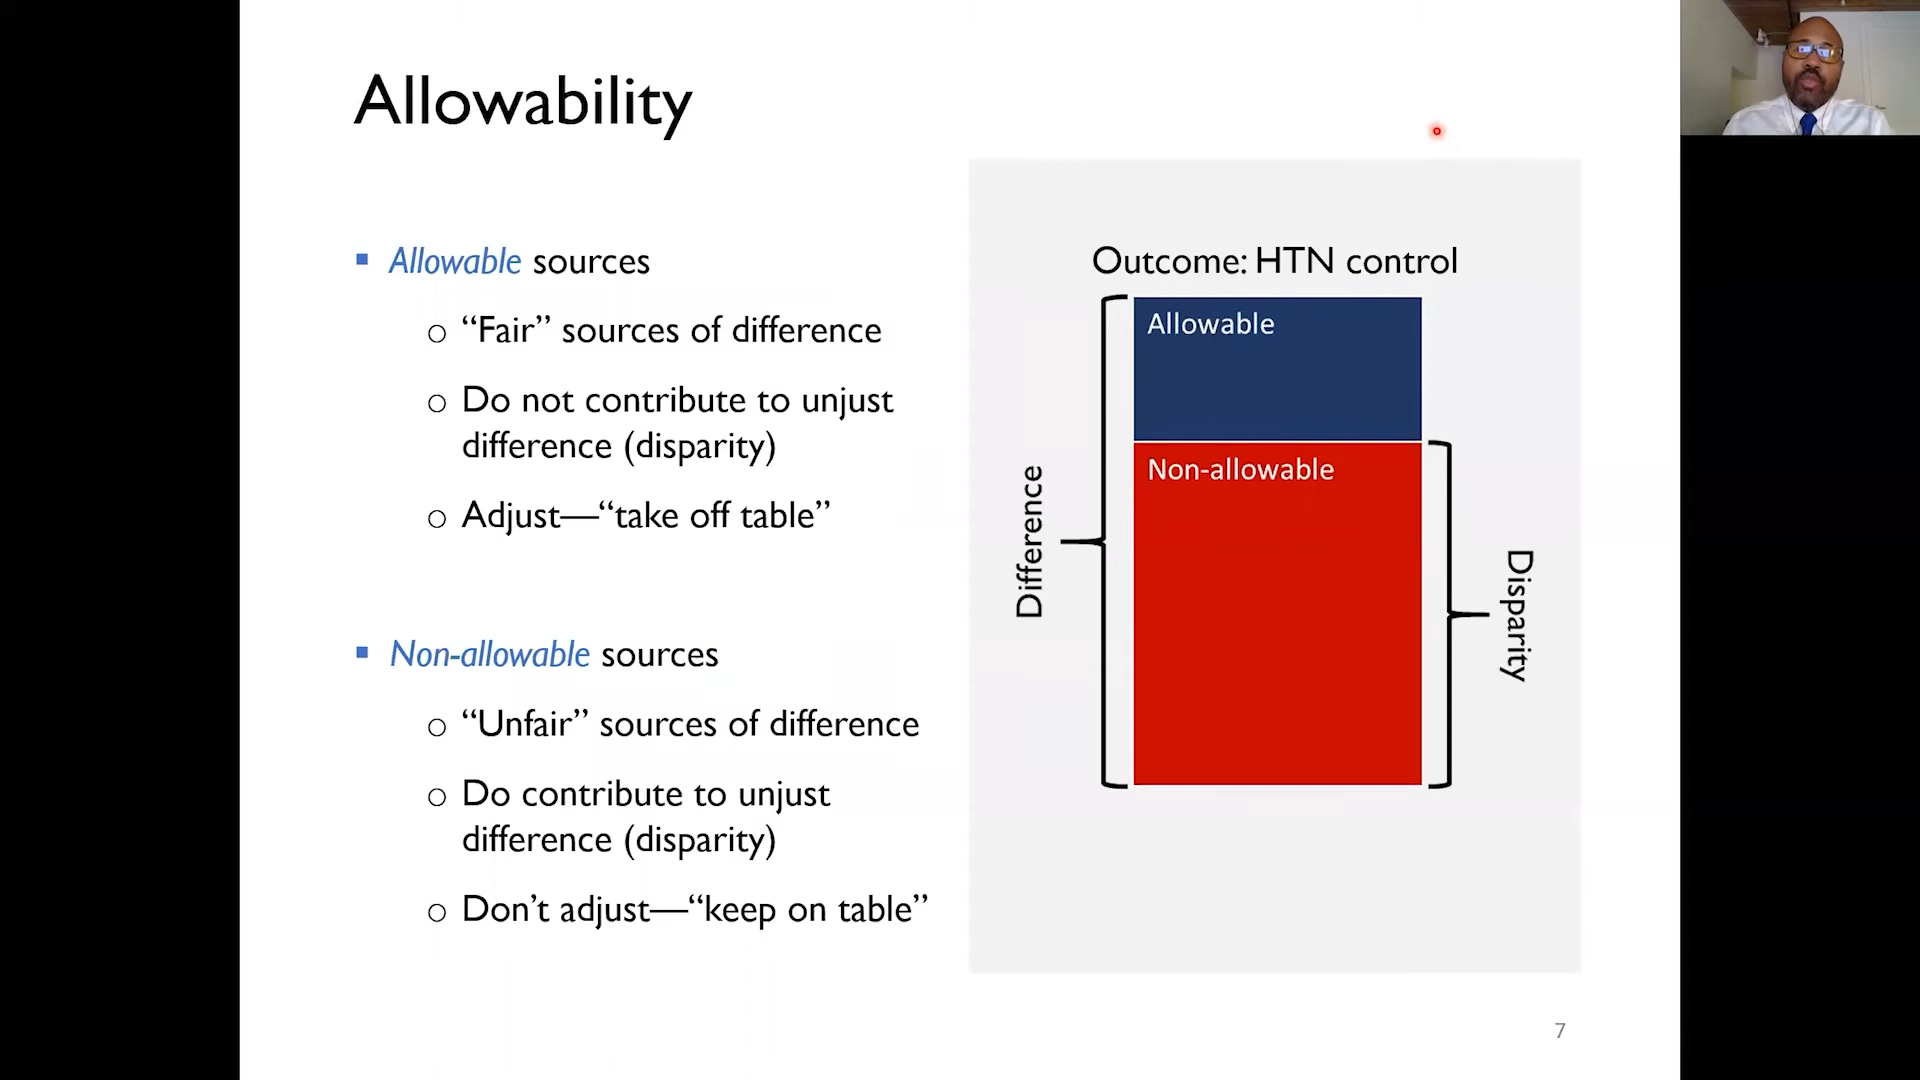 Allowability
▪ Allowable sources
o “Fair” sources of difference
o Do not contribute to unjust
difference (disparity)
o Adjust—“take off table”
▪ Non-allowable sources
o “Unfair” sources of difference
o Do contribute to unjust
difference (disparity)
o Don’t adjust—“keep on table”
Outcome: HTN control
Allowable
Non-allowable
Difference
Disparity
7